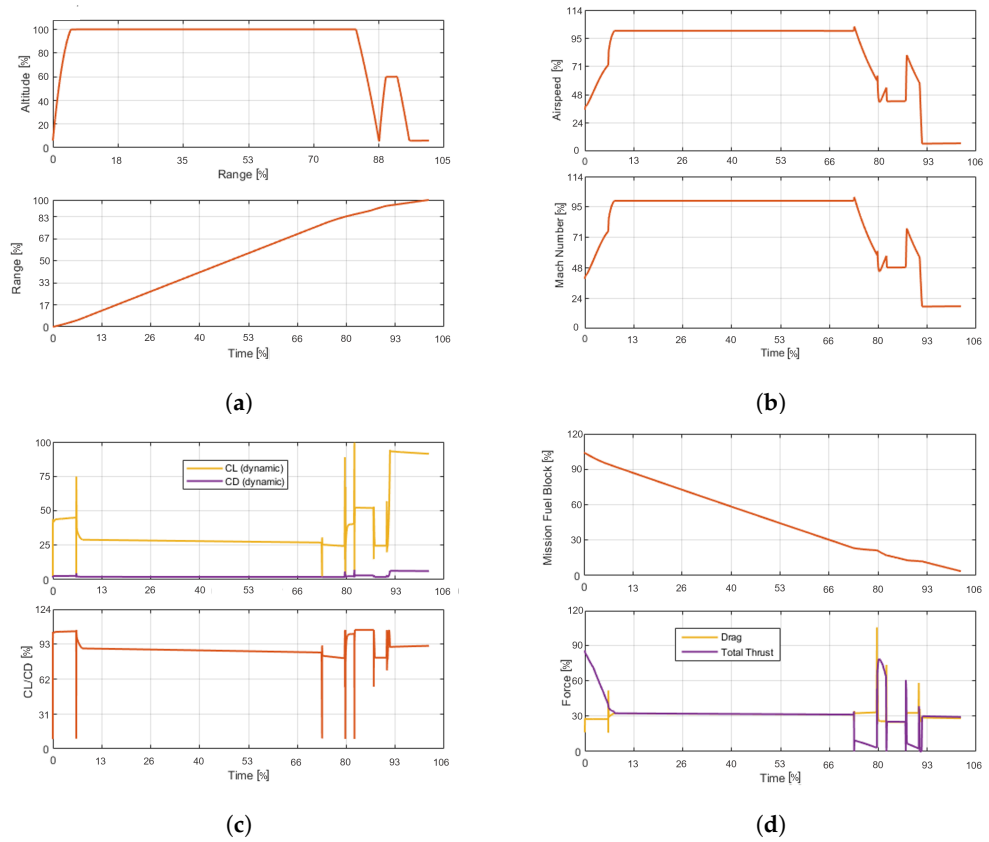 100
80
60
40
20
0
Altitude [%]
0 18 35 53 70 88 105
Range [%]
100
83
67
50
33
17
0
Range [%]
0 13 26 40 53 66 80 93 106
Time [%]
(a)
114
95
71
48
24
0
Airspeed [%]
0 13 26 40 53 66 80 93 106
114
95
71
48
24
0
Mach Number [%]
0 13 26 40 53 66 80 93 106
Time [%]
(b)
100
75
50
25
0
CL (dynamic)
CD (dynamic)
0 13 26 40 53 66 80 93 106
124
93
62
31
0
CL/CD [%]
0 13 26 40 53 66 80 93 106
Time [%]
(c)
120
90
60
30
0
Mission Fuel Block [%]
0 13 26 40 53 66 80 93 106
120
90
60
30
0
Force [%]
Drag
Total Thrust
0 13 26 40 53 66 80 93 106
Time [%]
(d)